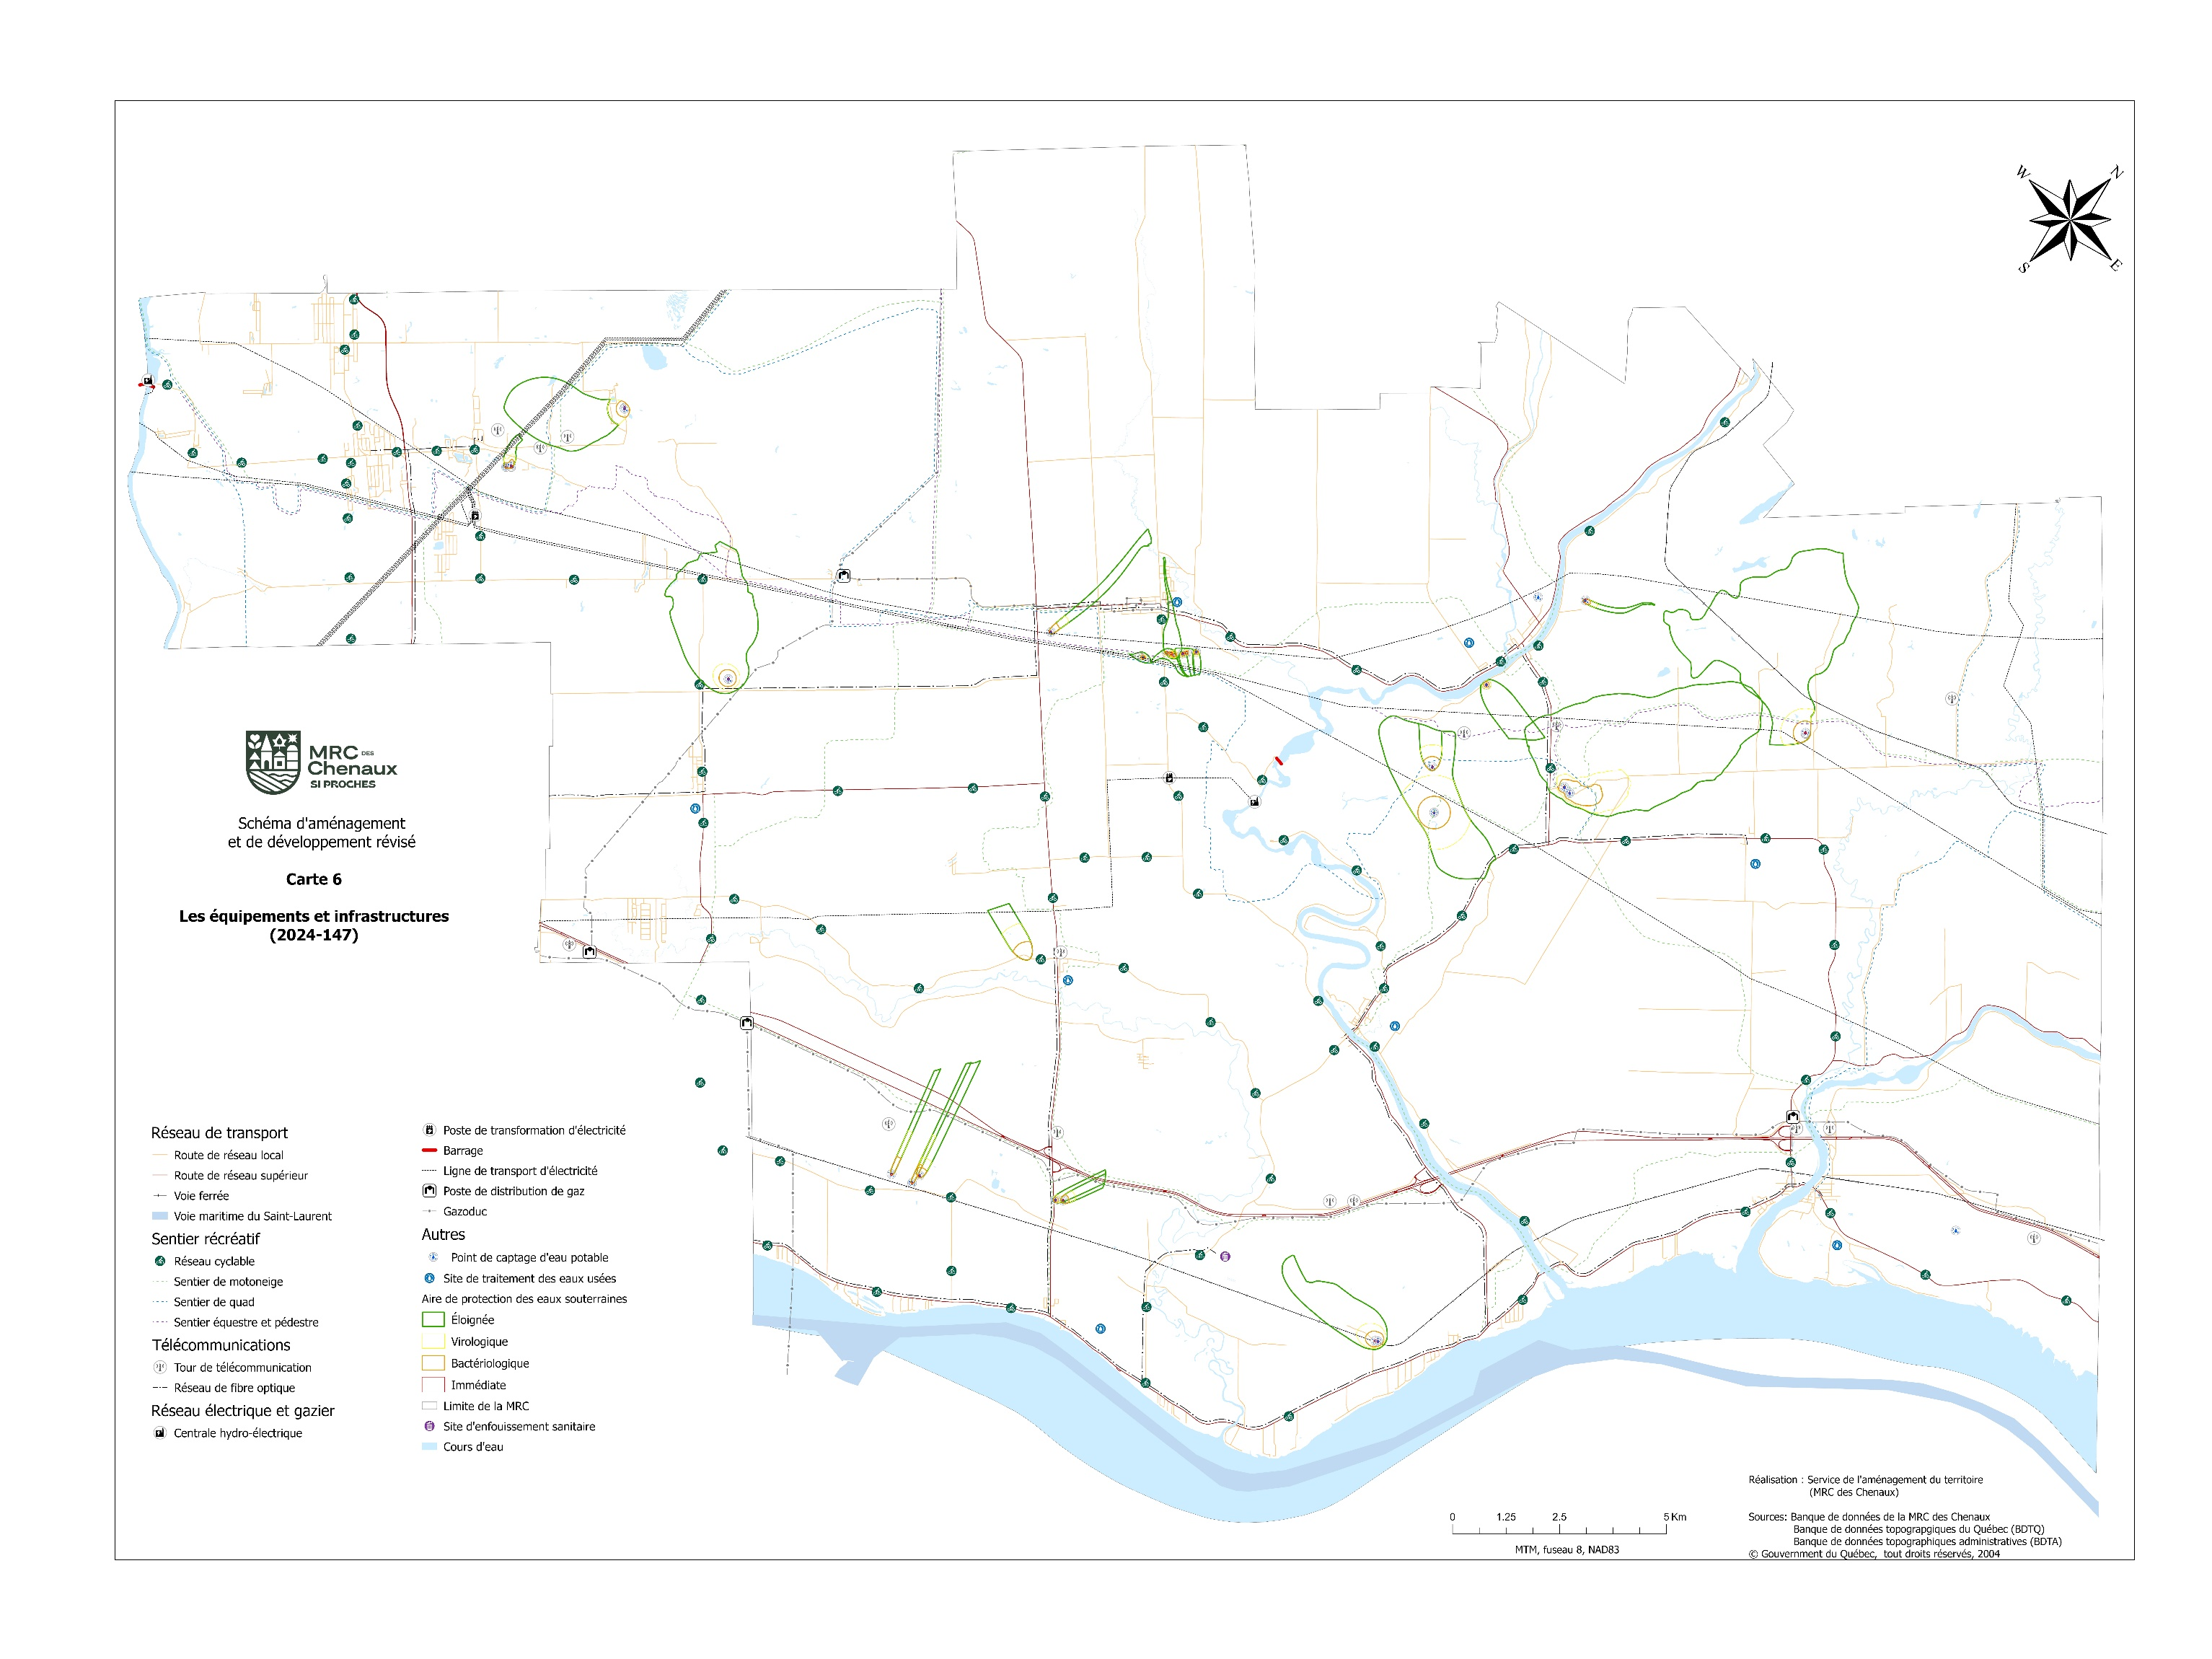 W
N
S
E
MRC DES
Chenaux
SI PROCHES
Schéma d'aménagement
et de développement révisé
Carte 6
Les équipements et infrastructures
(2024-147)
Réseau de transport
Route de réseau local
Route de réseau supérieur
Voie ferrée
Voie maritime du Saint-Laurent
Sentier récréatif
Réseau cyclable
Sentier de motoneige
Sentier de quad
Sentier équestre et pédestre
Télécommunications
Tour de télécommunication
Réseau de fibre optique
Réseau électrique et gazier
Centrale hydro-électrique
Poste de transformation d'électricité
Barrage
Ligne de transport d'électricité
Poste de distribution de gaz
Gazoduc
Autres
Point de captage d'eau potable
Site de traitement des eaux usées
Aire de protection des eaux souterraines
Éloignée
Virologique
Bactériologique
Immédiate
Limite de la MRC
Site d'enfouissement sanitaire
Cours d'eau
0 1.25 2.5 5 Km
MTM, fuseau 8, NAD83
Réalisation : Service de l'aménagement du territoire
(MRC des Chenaux)
Sources: Banque de données de la MRC des Chenaux
Banque de données topograpgiques du Québec (BDTQ)
Banque de données topographiques administratives (BDTA)
© Gouvernment du Québec, tout droits réservés, 2004